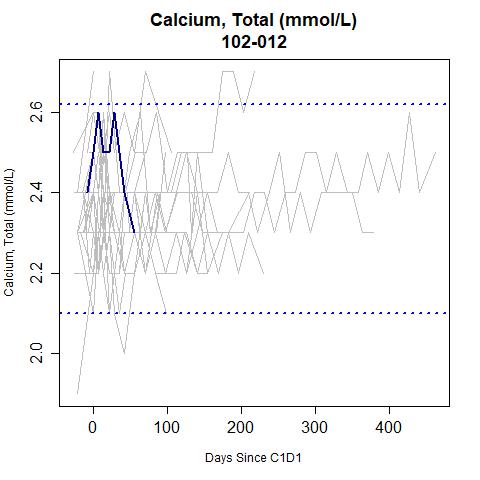 Calcium, Total (mmol/L)
102-012
Calcium, Total (mmol/L)
2.6
2.4
2.2
2.0
0 100 200 300 400
Days Since C1D1